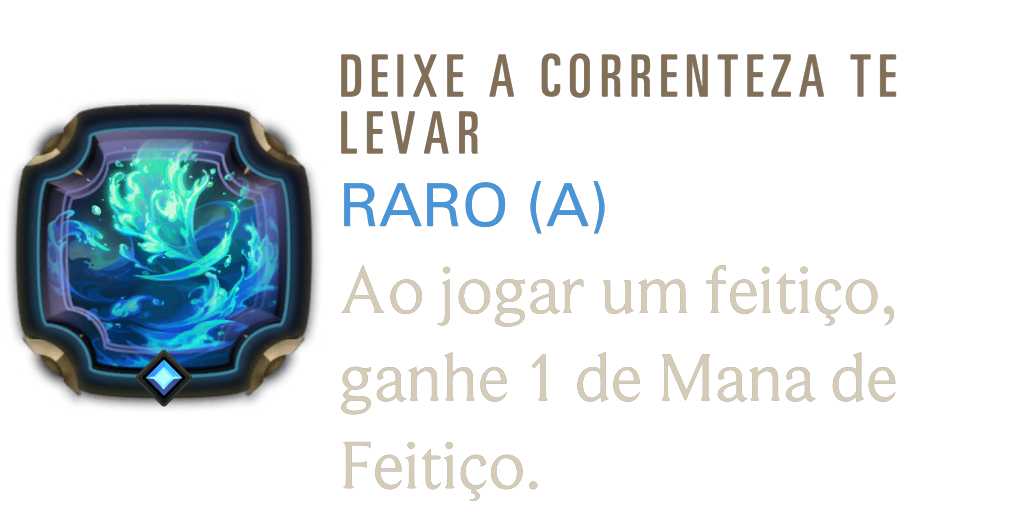 DEIXE A CORRENTEZA TE
LEVAR
RARO (A)
Ao jogar um feitiço,
ganhe 1 de Mana de
Feitiço.